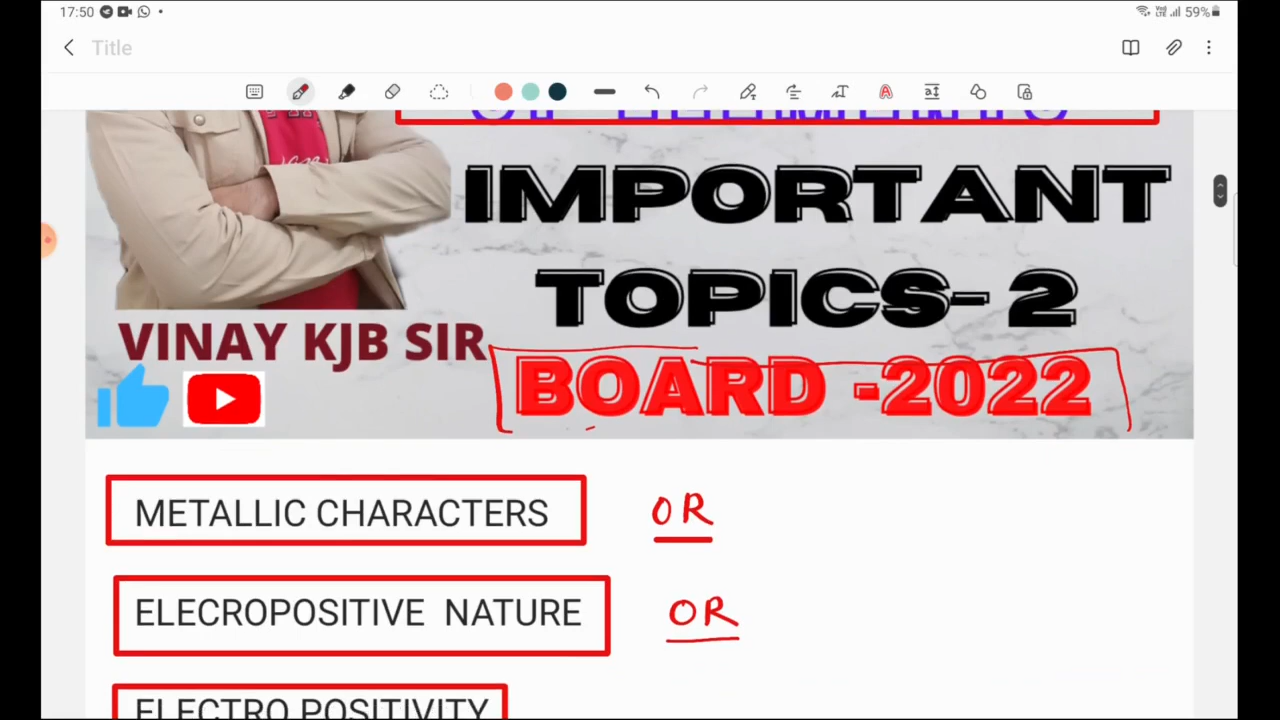 17:50
59%
Title
IMPORTANT
TOPICS- 2
VINAY KJB SIR
BOARD -2022
METALLIC CHARACTERS OR
ELECROPOSITIVE NATURE OR
ELECTRO POSITIVITY